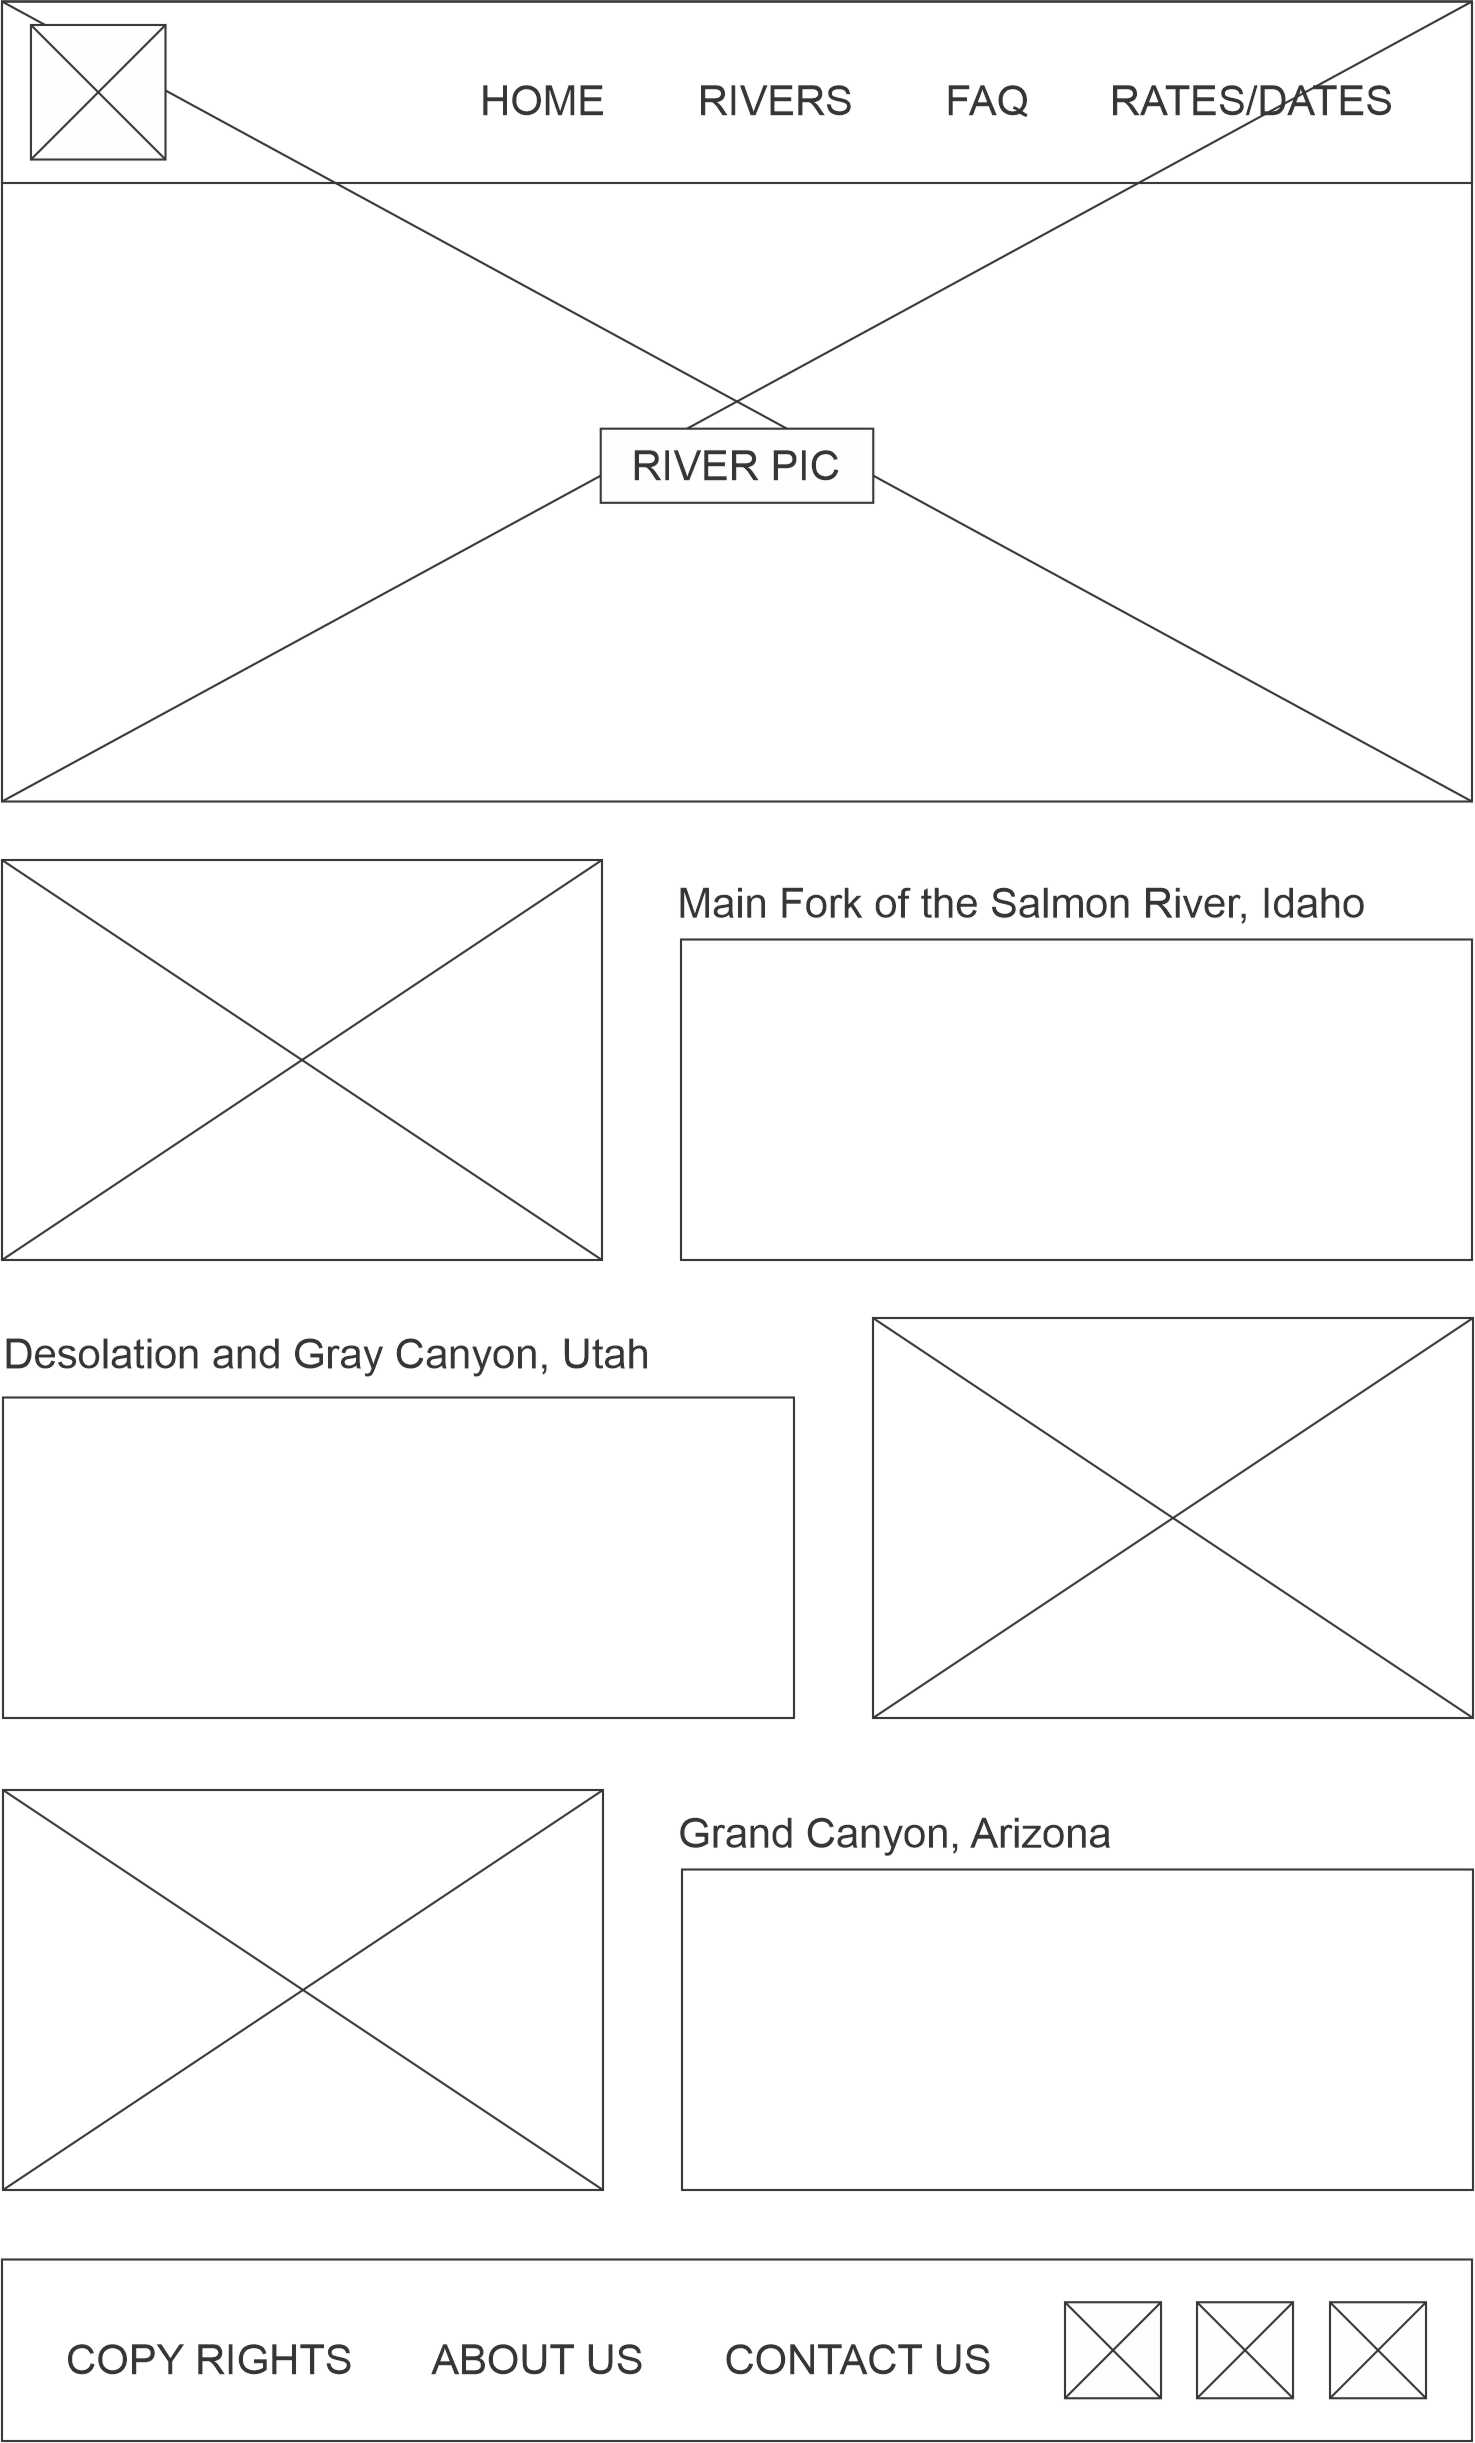 HOME RIVERS FAQ RATES/DATES
RIVER PIC
Main Fork of the Salmon River, Idaho
Desolation and Gray Canyon, Utah
Grand Canyon, Arizona
COPY RIGHTS ABOUT US CONTACT US